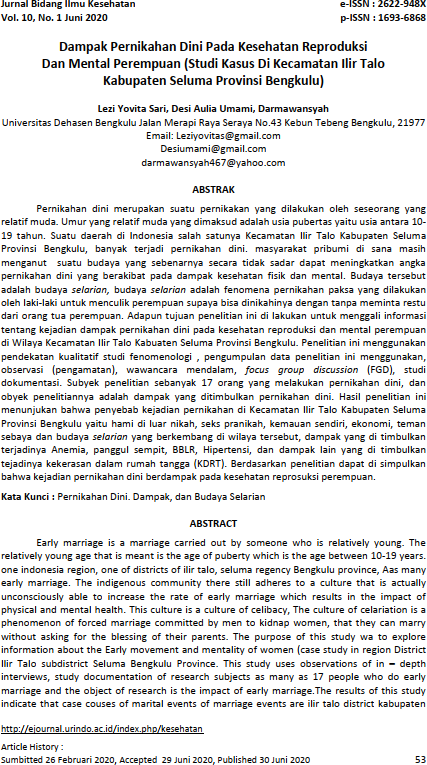 Jurnal Bidang Ilmu Kesehatan e-ISSN : 2622-948X
Vol. 10, No. 1 Juni 2020 p-ISSN : 1693-6868
Dampak Pernikahan Dini Pada Kesehatan Reproduksi
Dan Mental Perempuan (Studi Kasus Di Kecamatan Ilir Talo
Kabupaten Seluma Provinsi Bengkulu)
Lezi Yovita Sari, Desi Aulia Umami, Darmawansyah
Universitas Dehasen Bengkulu Jalan Merapi Raya Seraya No.43 Kebun Tebeng Bengkulu, 21977
Email: Leziyovitas@gmail.com
Desiumami@gmail.com
darmawansyah467@yahoo.com
ABSTRAK
Pernikahan dini merupakan suatu pernikakan yang dilakukan oleh seseorang yang
relatif muda. Umur yang relatif muda yang dimaksud adalah usia pubertas yaitu usia antara 10-
19 tahun. Suatu daerah di Indonesia salah satunya Kecamatan Ilir Talo Kabupaten Seluma
Provinsi Bengkulu, banyak terjadi pernikahan dini. masyarakat pribumi di sana masih
menganut suatu budaya yang sebenarnya secara tidak sadar dapat meningkatkan angka
pernikahan dini yang berakibat pada dampak kesehatan fisik dan mental. Budaya tersebut
adalah budaya selarian, budaya selarian adalah fenomena pernikahan paksa yang dilakukan
oleh laki-laki untuk menculik perempuan supaya bisa dinikahinya dengan tanpa meminta restu
dari orang tua perempuan. Adapun tujuan penelitian ini di lakukan untuk menggali informasi
tentang kejadian dampak pernikahan dini pada kesehatan reproduksi dan mental perempuan
di Wilaya Kecamatan Ilir Talo Kabuaten Seluma Provinsi Bengkulu. Penelitian ini menggunakan
pendekatan kualitatif studi fenomenologi , pengumpulan data penelitian ini menggunakan,
observasi (pengamatan), wawancara mendalam, focus group discussion (FGD), studi
dokumentasi. Subyek penelitian sebanyak 17 orang yang melakukan pernikahan dini, dan
obyek penelitiannya adalah dampak yang ditimbulkan pernikahan dini. Hasil penelitian ini
menunjukan bahwa penyebab kejadian pernikahan di Kecamatan Ilir Talo Kabupaten Seluma
Provinsi Bengkulu yaitu hami di luar nikah, seks pranikah, kemauan sendiri, ekonomi, teman
sebaya dan budaya selarian yang berkembang di wilaya tersebut, dampak yang di timbulkan
terjadinya Anemia, panggul sempit, BBLR, Hipertensi, dan dampak lain yang di timbulkan
tejadinya kekerasan dalam rumah tangga (KDRT). Berdasarkan penelitian dapat di simpulkan
bahwa kejadian pernikahan dini berdampak pada kesehatan reprosuksi perempuan.
Kata Kunci : Pernikahan Dini. Dampak, dan Budaya Selarian
ABSTRACT
Early marriage is a marriage carried out by someone who is relatively young. The
relatively young age that is meant is the age of puberty which is the age between 10-19 years.
one indonesia region, one of districts of ilir talo, seluma regency Bengkulu province, Aas many
early marriage. The indigenous community there still adheres to a culture that is actually
unconsciously able to increase the rate of early marriage which results in the impact of
physical and mental health. This culture is a culture of celibacy, The culture of celariation is a
phenomenon of forced marriage committed by men to kidnap women, that they can marry
without asking for the blessing of their parents. The purpose of this study wa to explore
information about the Early movement and mentality of women (case study in region District
Ilir Talo subdistrict Seluma Bengkulu Province. This study uses observations of in – depth
interviews, study documentation of research subjects as many as 17 people who do early
marriage and the object of research is the impact of early marriage.The results of this study
indicate that case couses of marital events of marriage events are ilir talo district kabupaten
http://ejournal.urindo.ac.id/index.php/kesehatan
Article History :
Sumbitted 26 Februari 2020, Accepted 29 Juni 2020, Published 30 Juni 2020 53